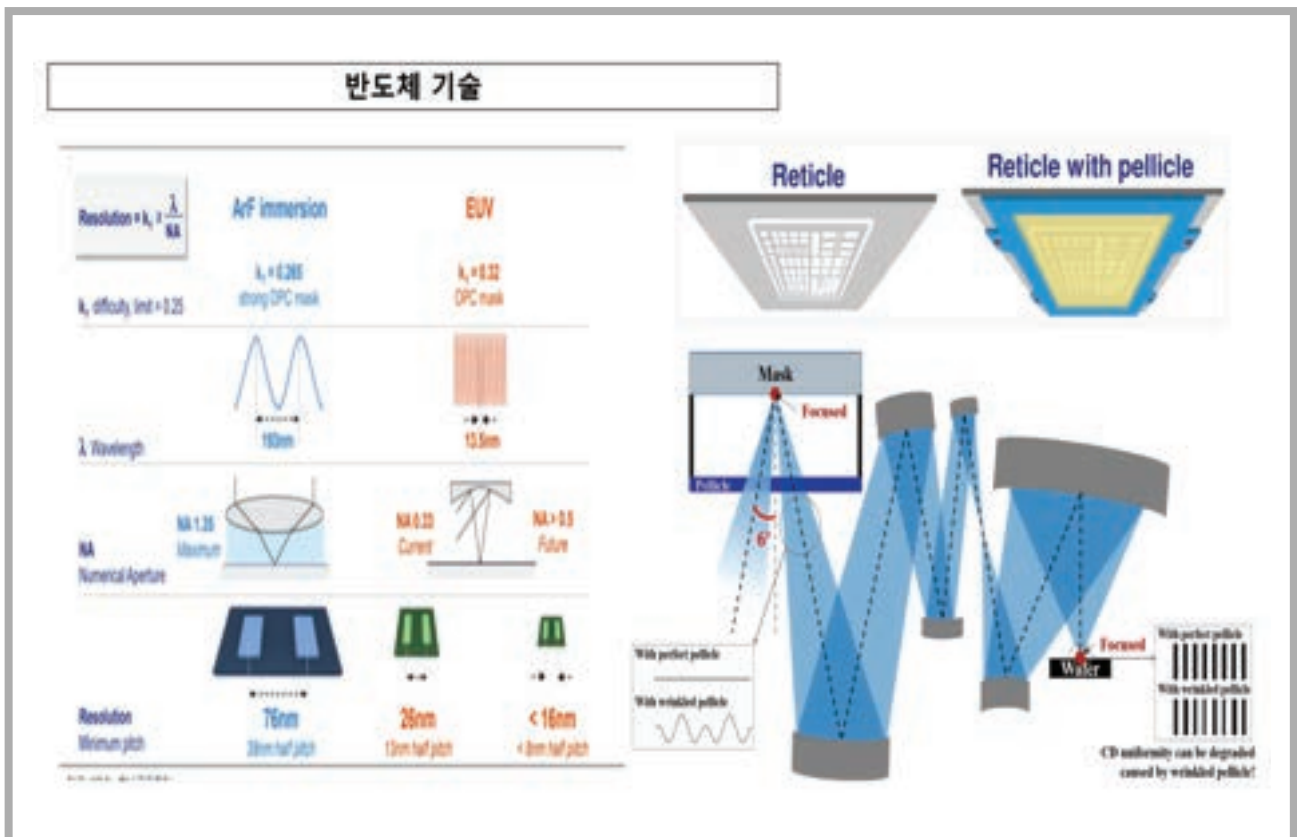 반도체 기술
Resolution = k₁ × λ
NA
ArF immersion
EUV
k₁ = 0.265
strong OPC mask
k₁ = 0.32
OPC mask
k₁ difficulty, limit = 0.25
193nm
13.5nm
λ Wavelength
NA 1.35
Maximum
NA 0.33
Current
NA > 0.5
Future
NA
Numerical Aperture
Resolution
Minimum pitch
76nm
38nm half pitch
26nm
13nm half pitch
< 16nm
< 8nm half pitch
Reticle
Reticle with pellicle
Mask
Focused
Pellicle
6°
With perfect pellicle
With wrinkled pellicle
Focused
Wafer
With perfect pellicle
With wrinkled pellicle
CD uniformity can be degraded
caused by wrinkled pellicle!